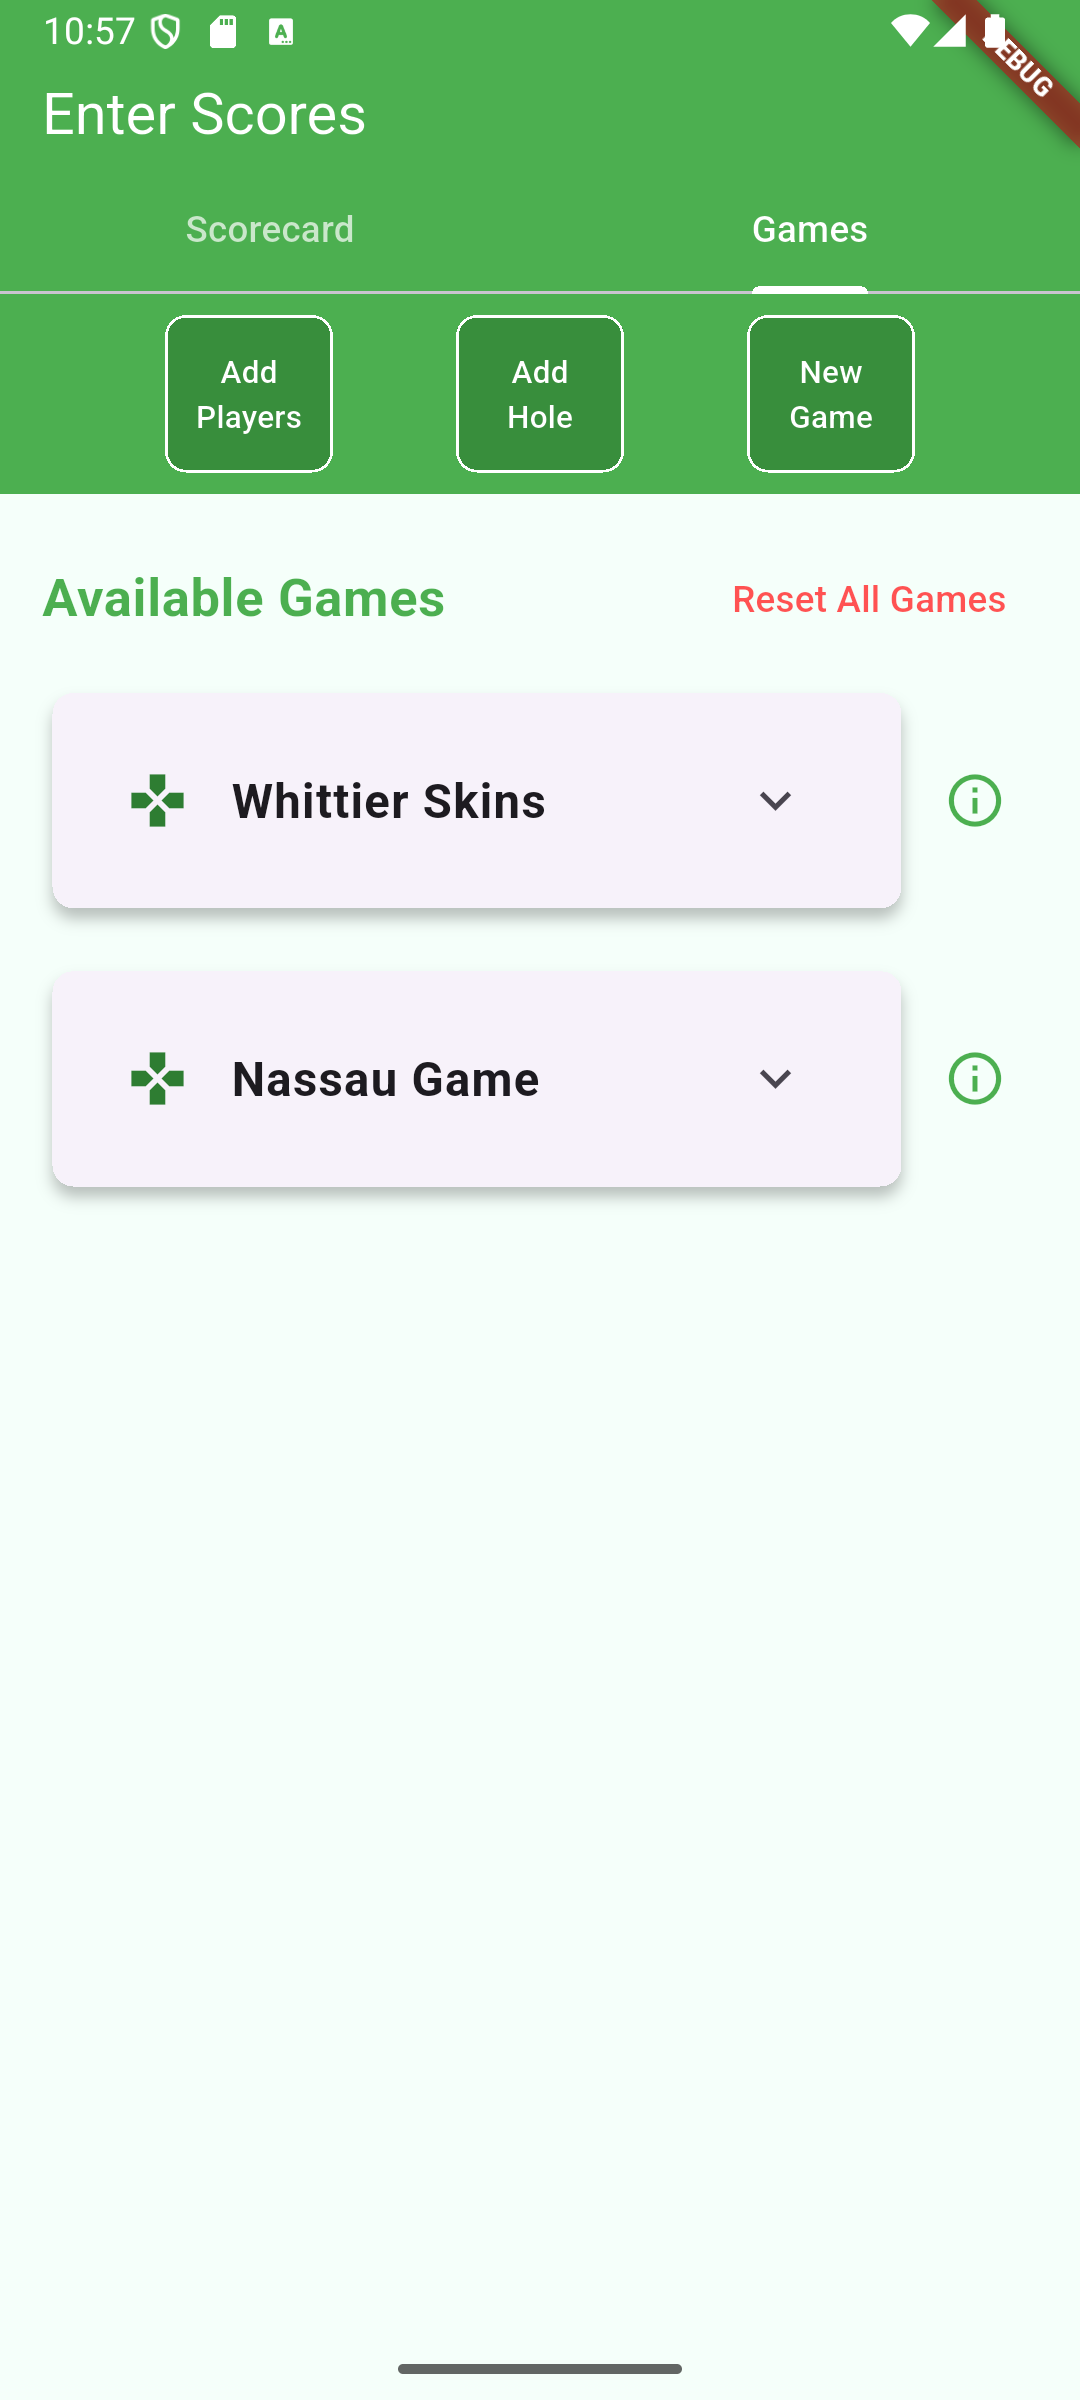 10:57
EBUG
Enter Scores
Scorecard
Games
Add
Players
Add
Hole
New
Game
Available Games
Reset All Games
Whittier Skins
Nassau Game